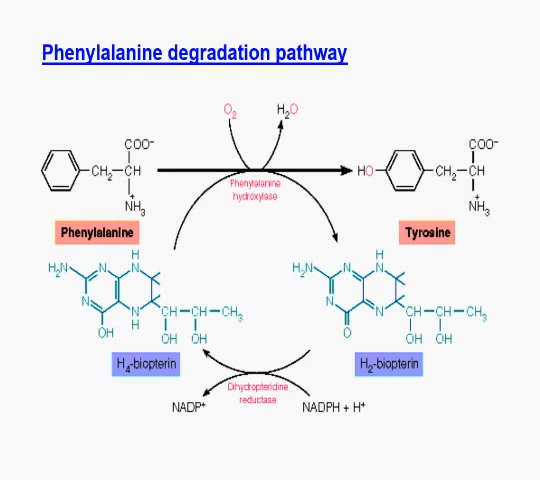 Phenylalanine degradation pathway
O2 H2O
COO⁻ COO⁻
CH2 CH HO CH2 CH
NH3⁺ NH3⁺
Phenylalanine
hydroxylase
Phenylalanine Tyrosine
H H
H2N N N H2N N N
N N CH CH CH3 N N CH CH CH3
H
OH OH OH O OH OH
H4-biopterin H2-biopterin
Dihydropteridine
reductase
NADP⁺ NADPH + H⁺